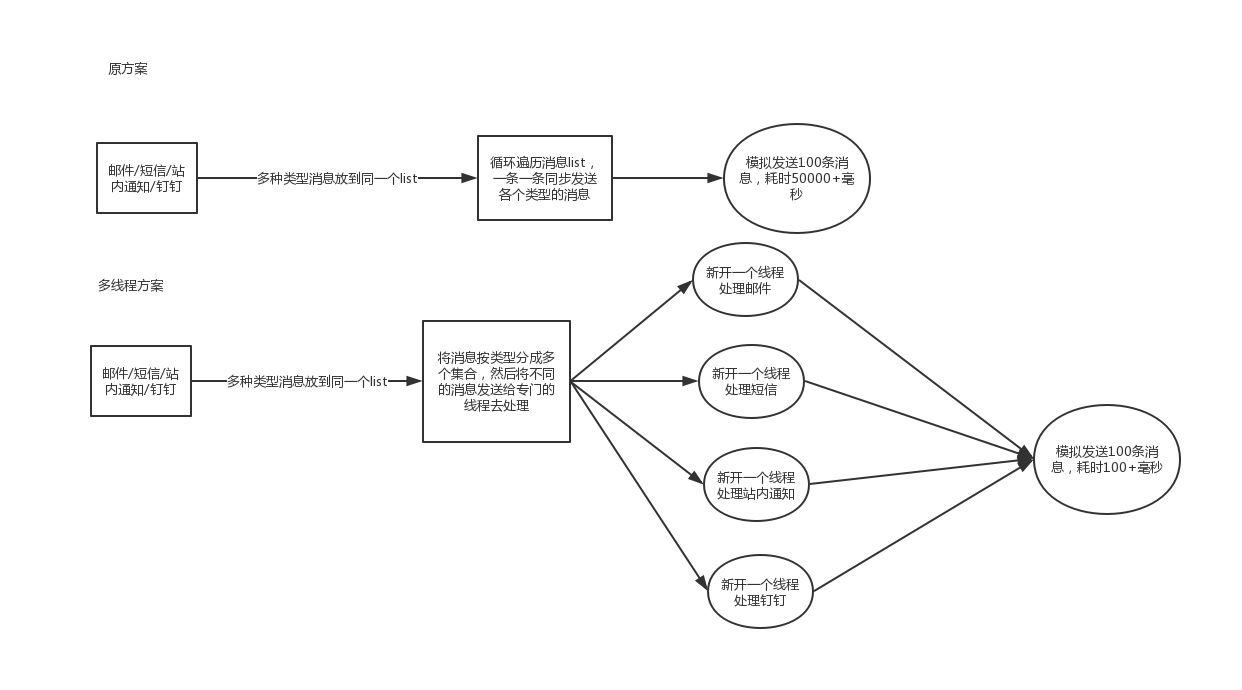 原方案
邮件/短信/站
内通知/钉钉
多种类型消息放到同一个list
循环遍历消息list，
一条一条同步发送
各个类型的消息
模拟发送100条消
息，耗时50000+毫
秒
多线程方案
邮件/短信/站
内通知/钉钉
多种类型消息放到同一个list
将消息按类型分成多
个集合，然后将不同
的消息发送给专门的
线程去处理
新开一个线程
处理邮件
新开一个线程
处理短信
新开一个线程
处理站内通知
新开一个线程
处理钉钉
模拟发送100条消
息，耗时100+毫秒